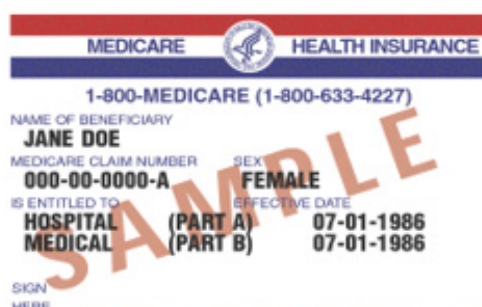 MEDICARE HEALTH INSURANCE
1-800-MEDICARE (1-800-633-4227)
NAME OF BENEFICIARY
JANE DOE
MEDICARE CLAIM NUMBER SEX
000-00-0000-A FEMALE
IS ENTITLED TO EFFECTIVE DATE
HOSPITAL (PART A) 07-01-1986
MEDICAL (PART B) 07-01-1986
SAMPLE
SIGN
HERE